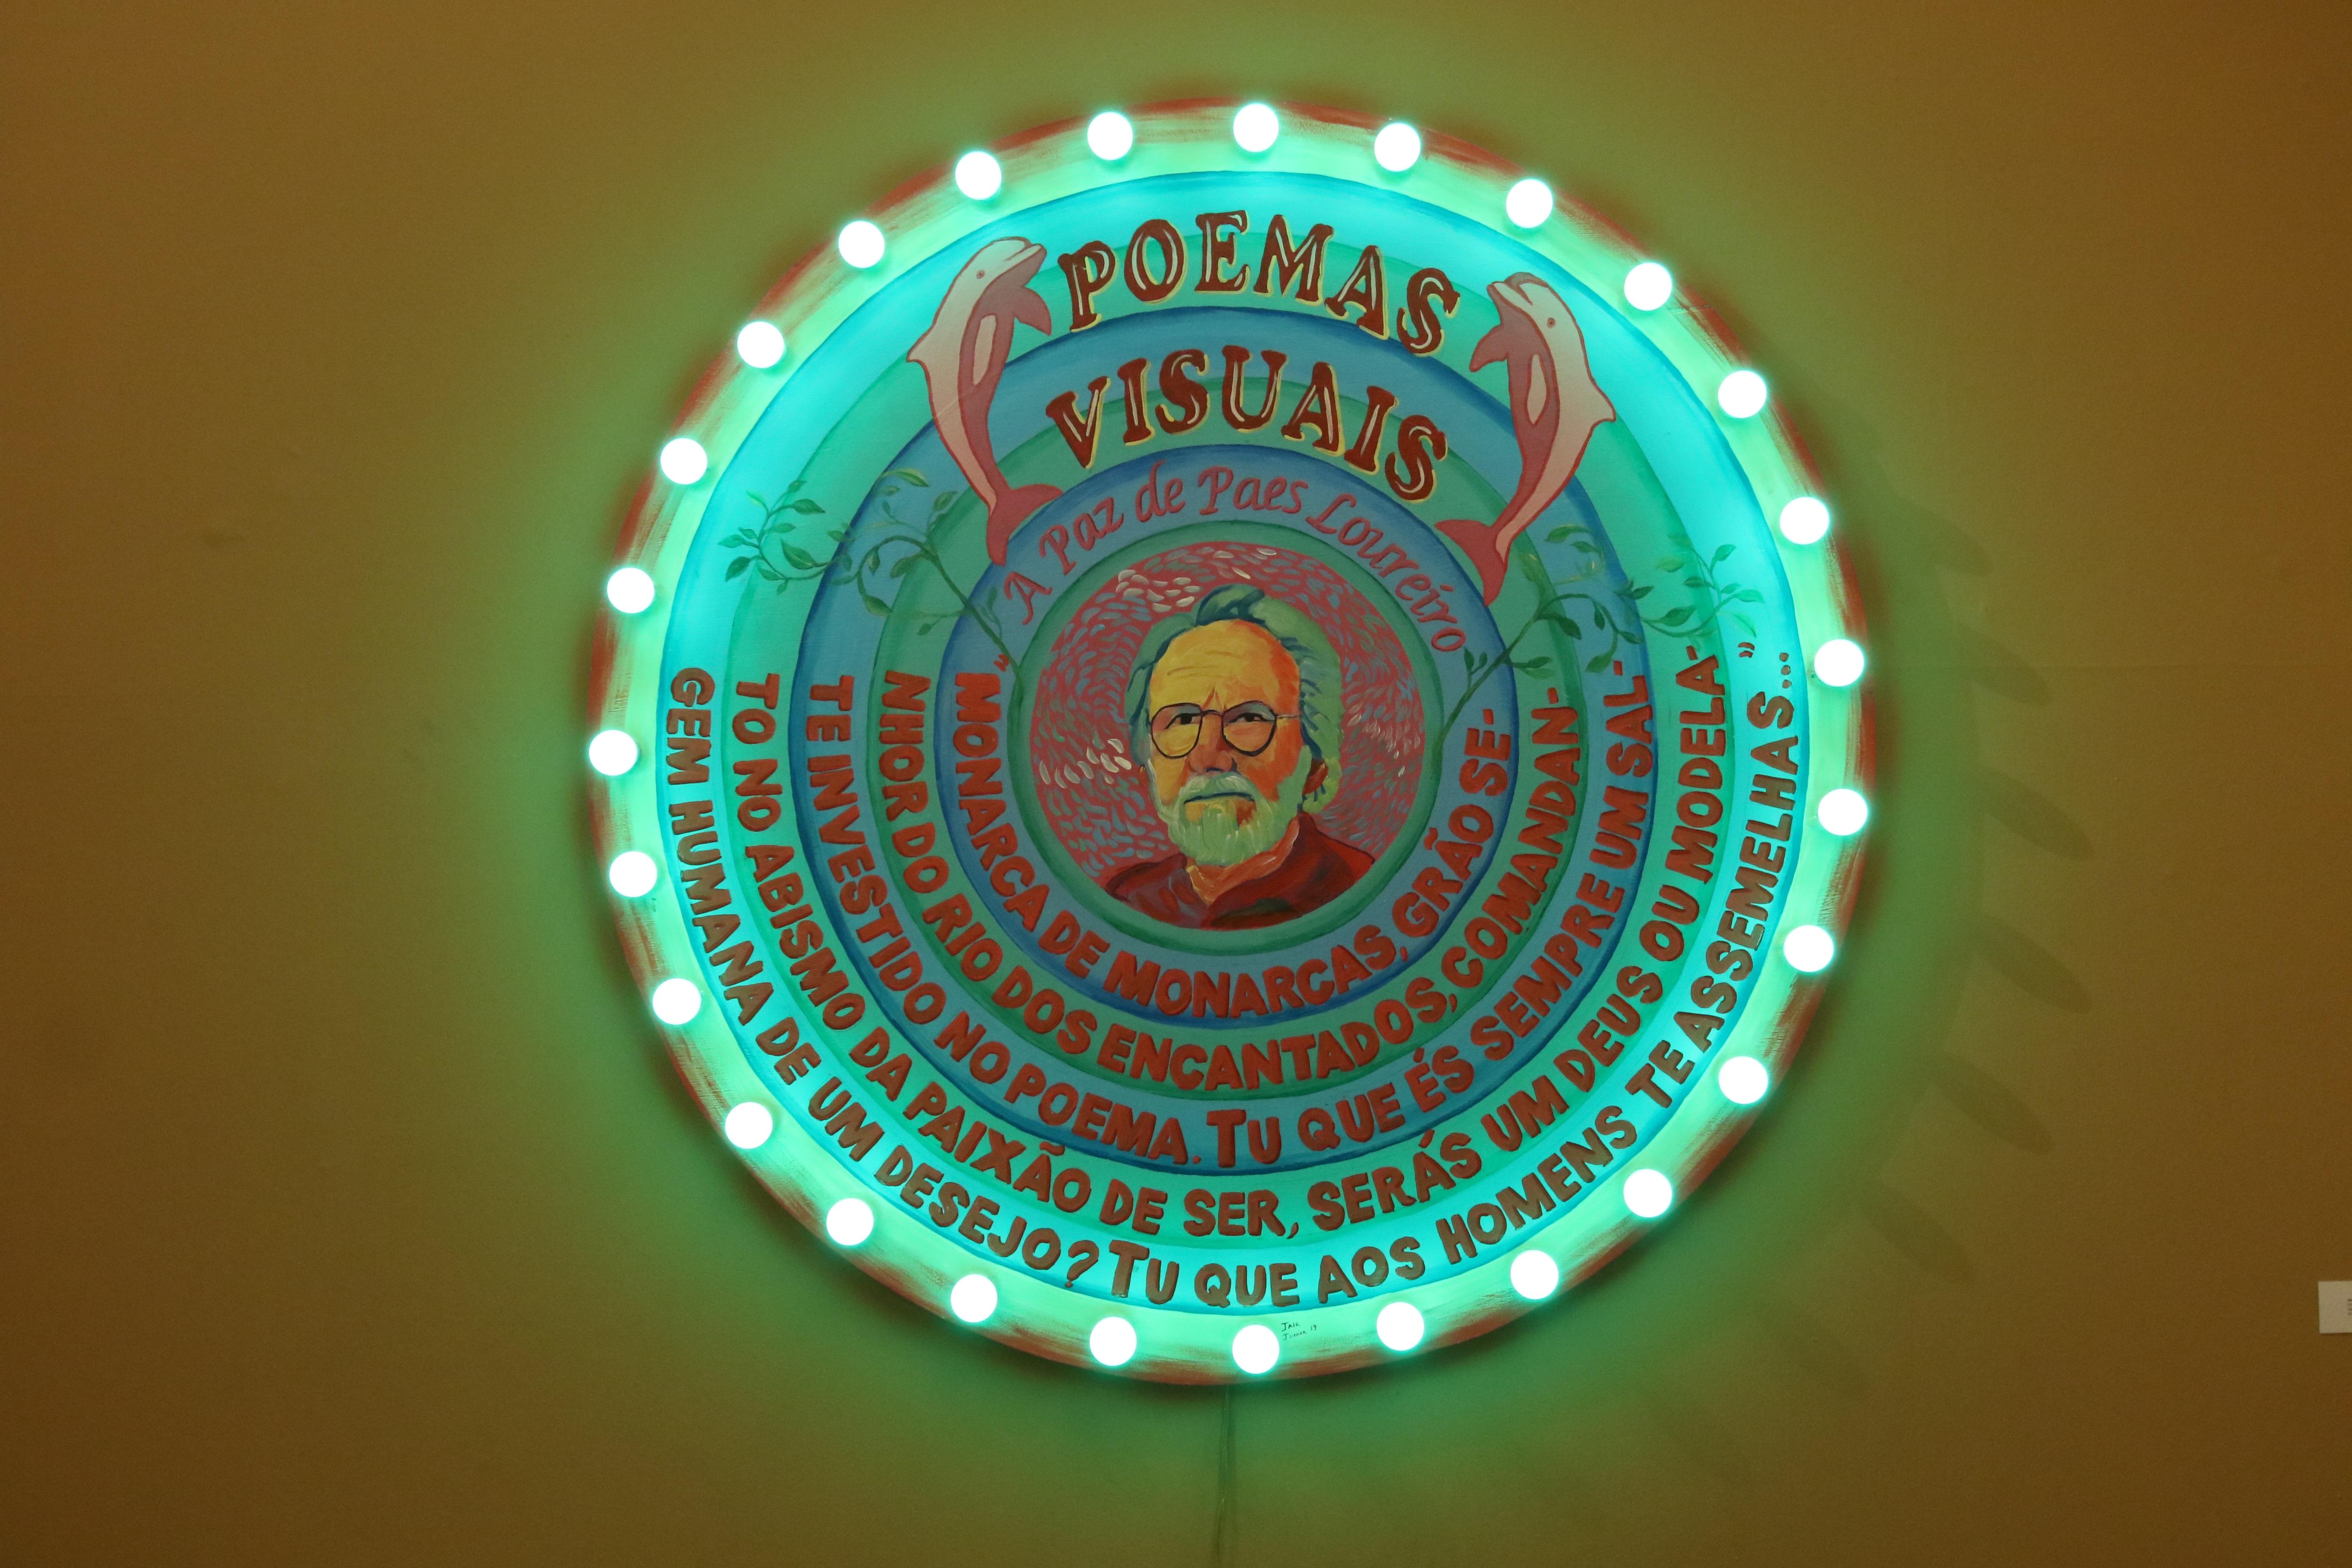 POEMAS
VISUAIS
A Paz de Paes Loureiro
"MONARCA DE MONARCAS, GRÃO SE-
NHOR DO RIO DOS ENCANTADOS, COMANDAN-
TE INVESTIDO NO POEMA. TU QUE ÉS SEMPRE UM SAL-
TO NO ABISMO DA PAIXÃO DE SER, SERÁS UM DEUS OU MODELA-
GEM HUMANA DE UM DESEJO? TU QUE AOS HOMENS TE ASSEMELHAS..."